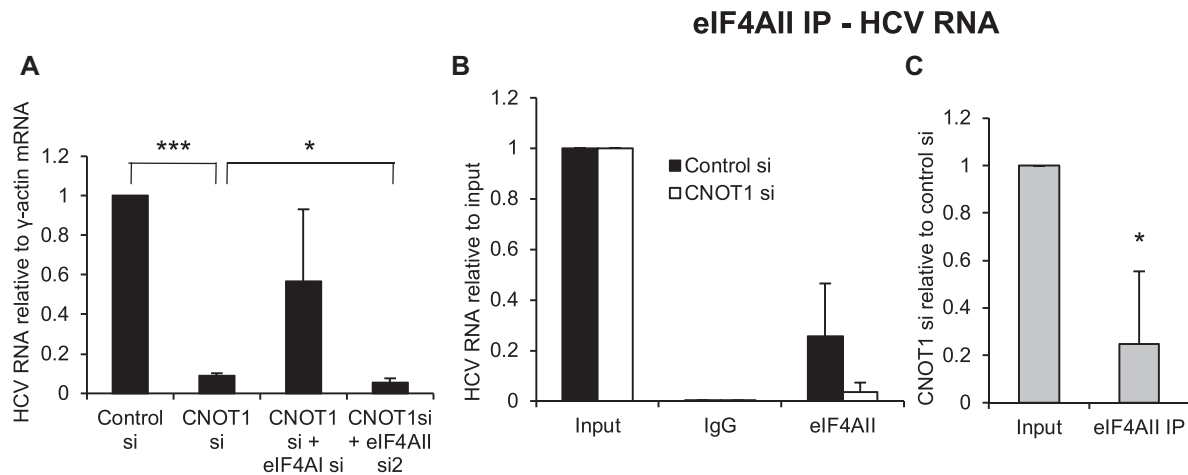 eIF4AII IP - HCV RNA
A
HCV RNA relative to γ-actin mRNA
1.2
1
0.8
0.6
0.4
0.2
0
***
*
Control
si
CNOT1
si
CNOT1
si +
eIF4AI si
CNOT1si
+ eIF4AII
si2
B
HCV RNA relative to input
1.2
1
0.8
0.6
0.4
0.2
0
Control si
CNOT1 si
Input
IgG
eIF4AII
C
CNOT1 si relative to control si
1.2
1
0.8
0.6
0.4
0.2
0
*
Input
eIF4AII IP